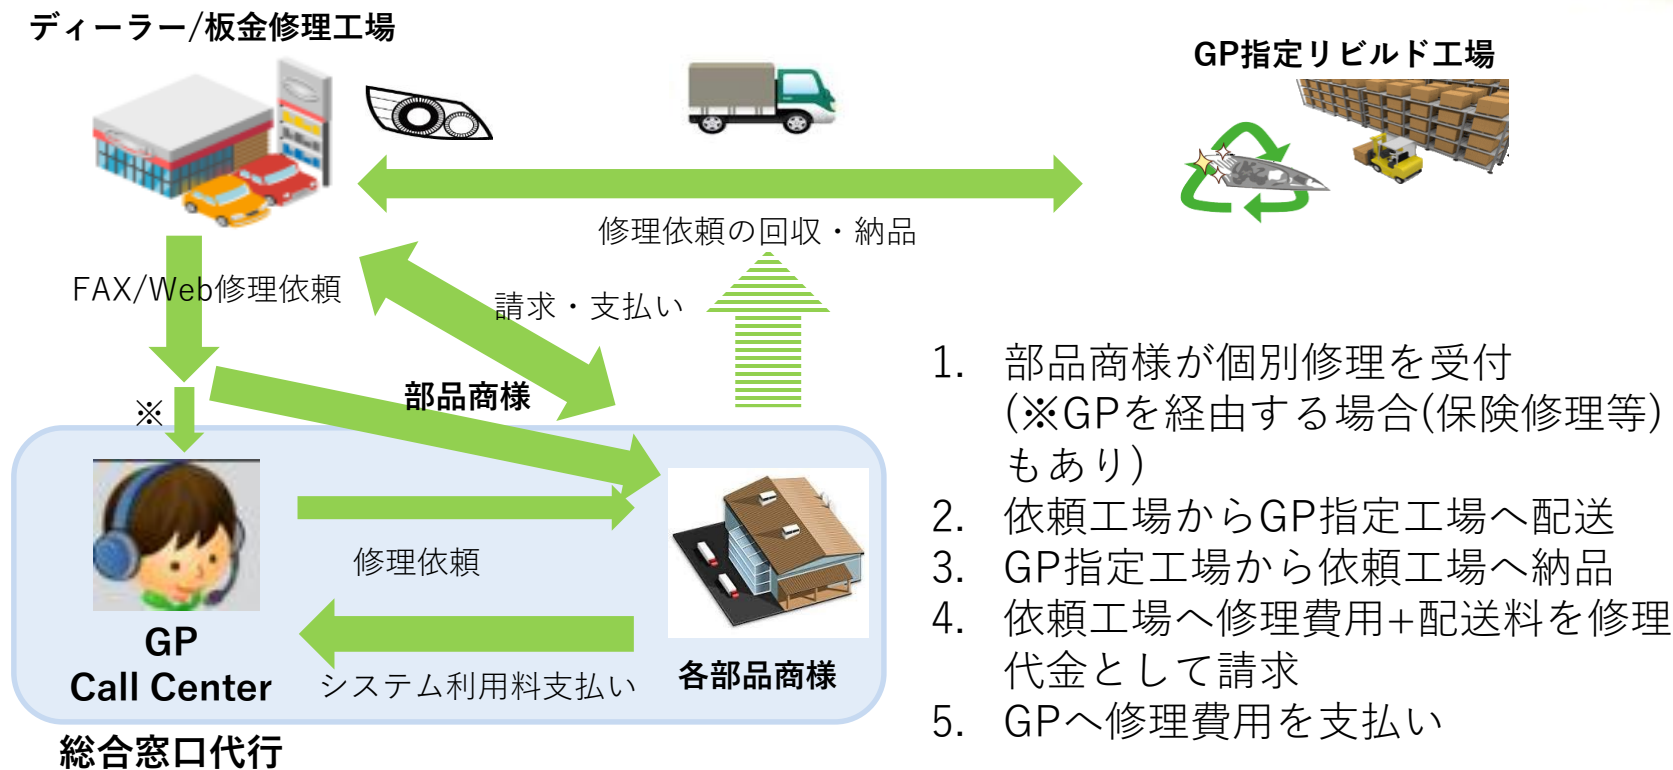 ディーラー/板金修理工場
GP指定リビルド工場
修理依頼の回収・納品
FAX/Web修理依頼
請求・支払い
部品商様
※
修理依頼
GP
Call Center
システム利用料支払い
各部品商様
総合窓口代行
1. 部品商様が個別修理を受付
(※GPを経由する場合(保険修理等)
もあり)
2. 依頼工場からGP指定工場へ配送
3. GP指定工場から依頼工場へ納品
4. 依頼工場へ修理費用+配送料を修理
代金として請求
5. GPへ修理費用を支払い